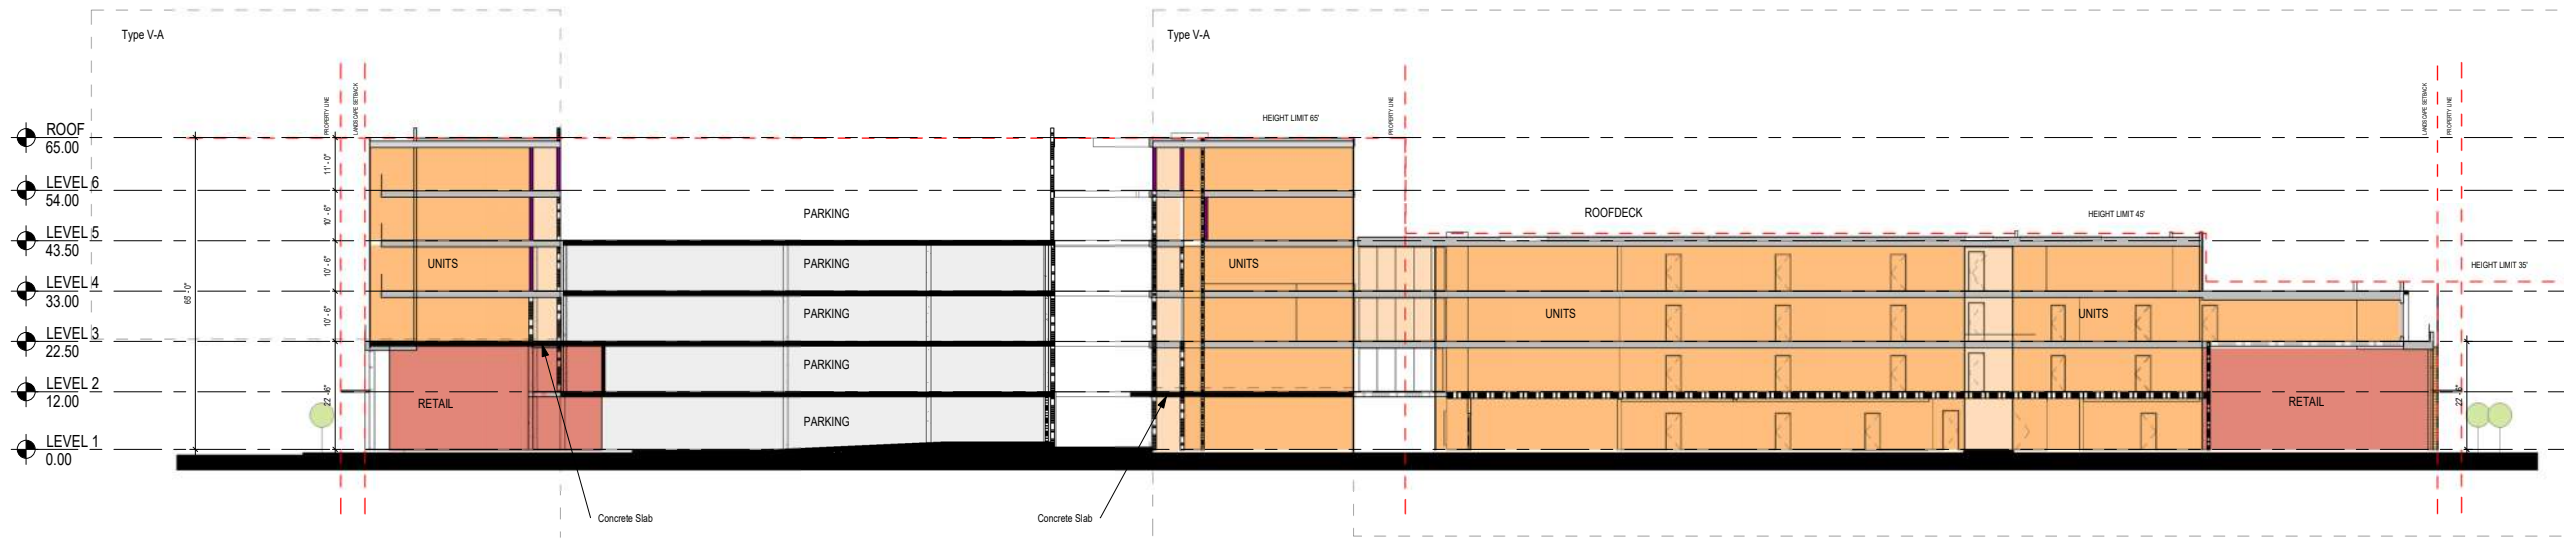 Type V-A
Type V-A
PROPERTY LINE
LANDSCAPE SETBACK
PROPERTY LINE
LANDSCAPE SETBACK
PROPERTY LINE
HEIGHT LIMIT 65'
ROOF
65.00
11' - 0"
LEVEL 6
54.00
10' - 6"
PARKING
ROOFDECK
HEIGHT LIMIT 45'
LEVEL 5
43.50
10' - 6"
UNITS
PARKING
UNITS
HEIGHT LIMIT 35'
LEVEL 4
33.00
10' - 6"
PARKING
UNITS
UNITS
LEVEL 3
22.50
PARKING
LEVEL 2
12.00
22' - 6"
RETAIL
PARKING
RETAIL
22' - 6"
LEVEL 1
0.00
Concrete Slab
Concrete Slab